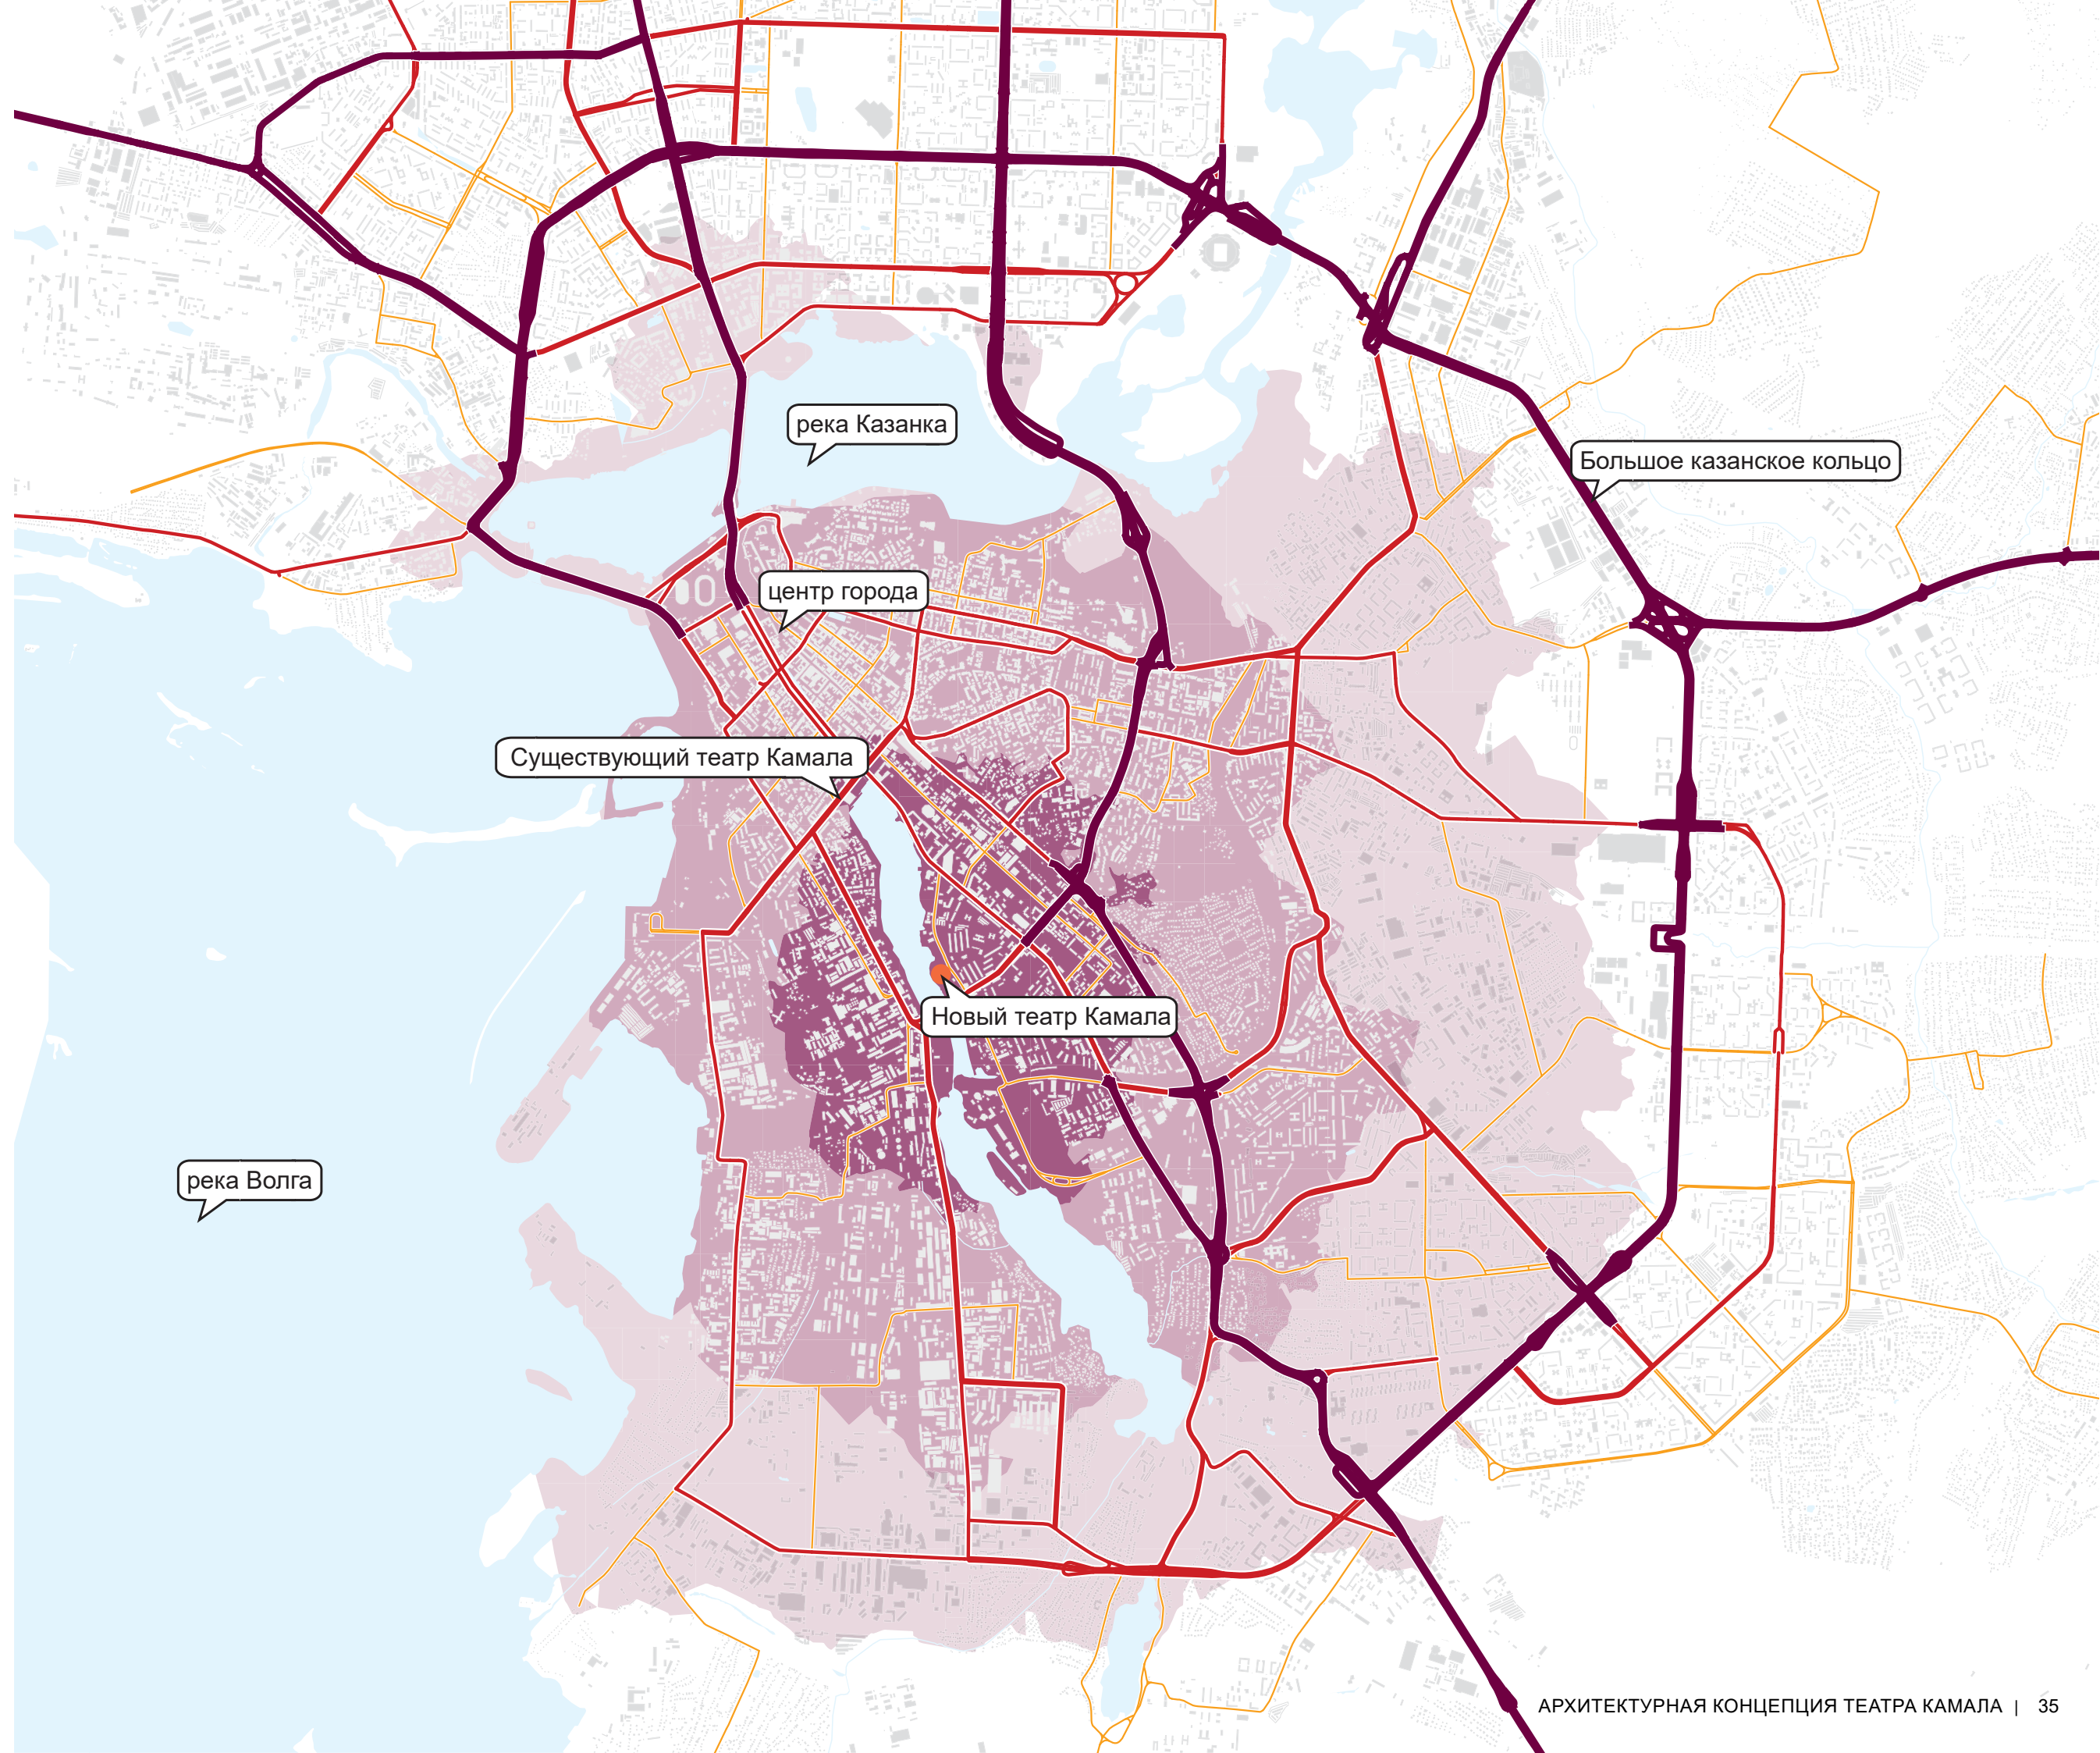 река Казанка
Большое казанское кольцо
центр города
Существующий театр Камала
Новый театр Камала
река Волга
АРХИТЕКТУРНАЯ КОНЦЕПЦИЯ ТЕАТРА КАМАЛА | 35